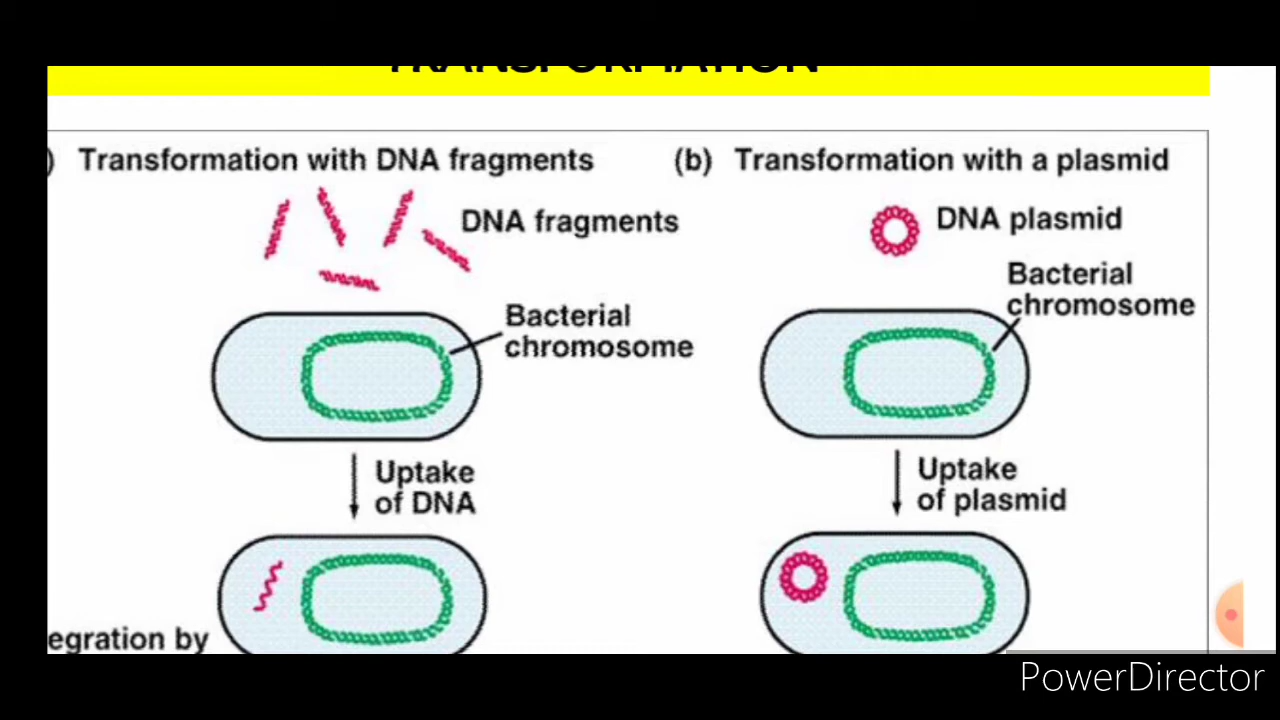 TRANSFORMATION
) Transformation with DNA fragments
DNA fragments
Bacterial
chromosome
Uptake
of DNA
egration by
(b) Transformation with a plasmid
DNA plasmid
Bacterial
chromosome
Uptake
of plasmid
PowerDirector